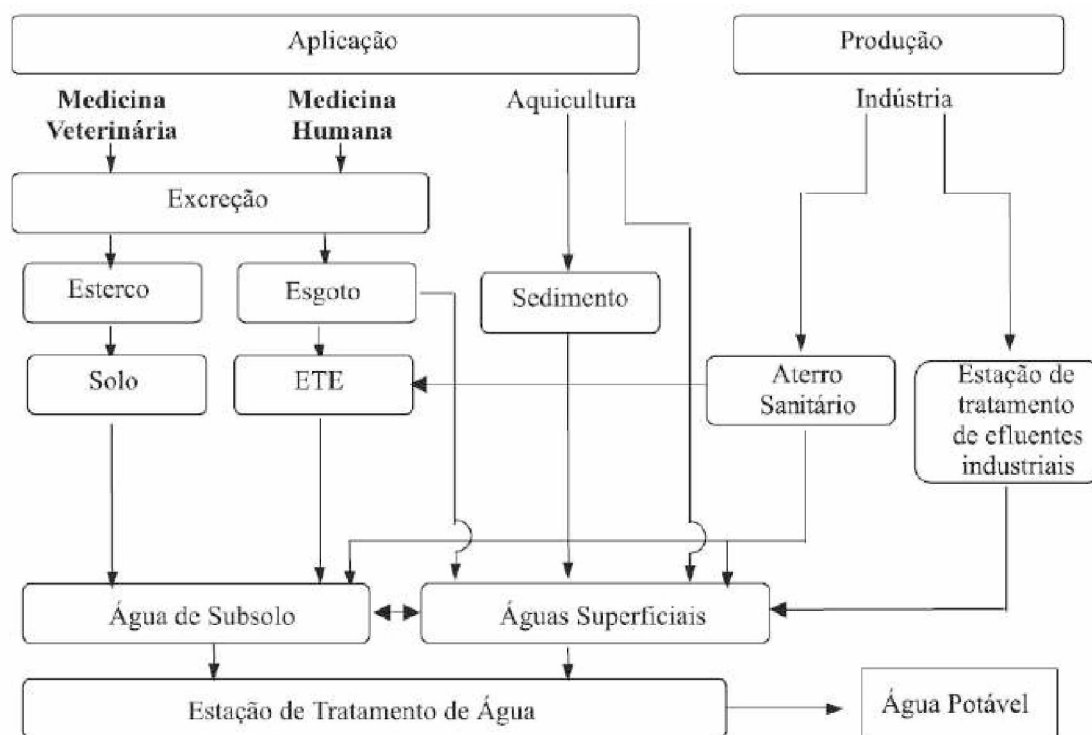 Aplicação
Produção
Medicina
Veterinária
Medicina
Humana
Aquicultura
Indústria
Excreção
Esterco
Esgoto
Sedimento
Solo
ETE
Aterro
Sanitário
Estação de
tratamento
de efluentes
industriais
Água de Subsolo
Águas Superficiais
Estação de Tratamento de Água
Água Potável